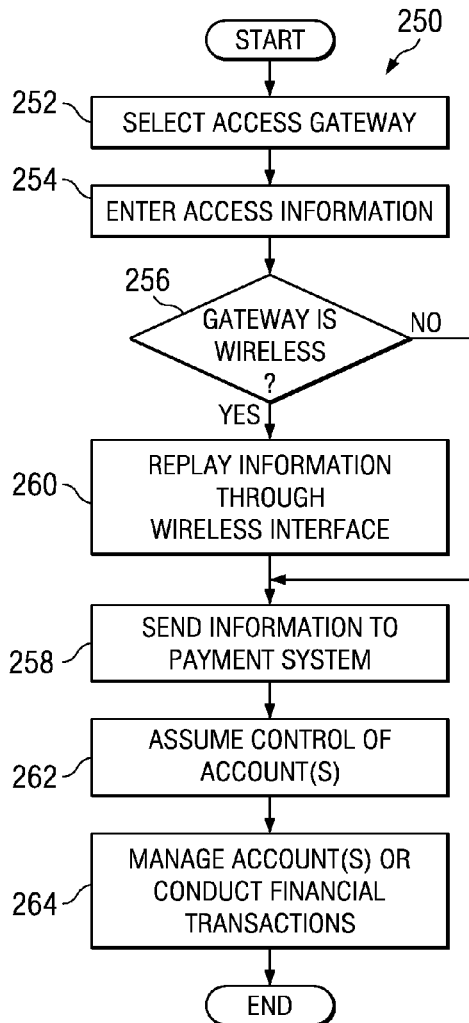 START
250
252
SELECT ACCESS GATEWAY
254
ENTER ACCESS INFORMATION
256
GATEWAY IS
WIRELESS
?
NO
YES
260
REPLAY INFORMATION
THROUGH
WIRELESS INTERFACE
258
SEND INFORMATION TO
PAYMENT SYSTEM
262
ASSUME CONTROL OF
ACCOUNT(S)
264
MANAGE ACCOUNT(S) OR
CONDUCT FINANCIAL
TRANSACTIONS
END